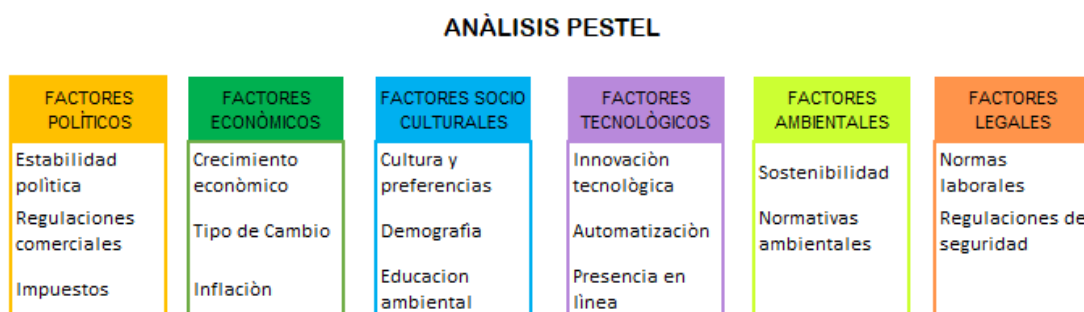 ANÀLISIS PESTEL
FACTORES
POLÍTICOS
Estabilidad
polìtica
Regulaciones
comerciales
Impuestos
FACTORES
ECONÒMICOS
Crecimiento
econòmico
Tipo de Cambio
Inflaciòn
FACTORES SOCIO
CULTURALES
Cultura y
preferencias
Demografìa
Educacion
ambiental
FACTORES
TECNOLÒGICOS
Innovaciòn
tecnològica
Automatizaciòn
Presencia en
lìnea
FACTORES
AMBIENTALES
Sostenibilidad
Normativas
ambientales
FACTORES
LEGALES
Normas
laborales
Regulaciones de
seguridad